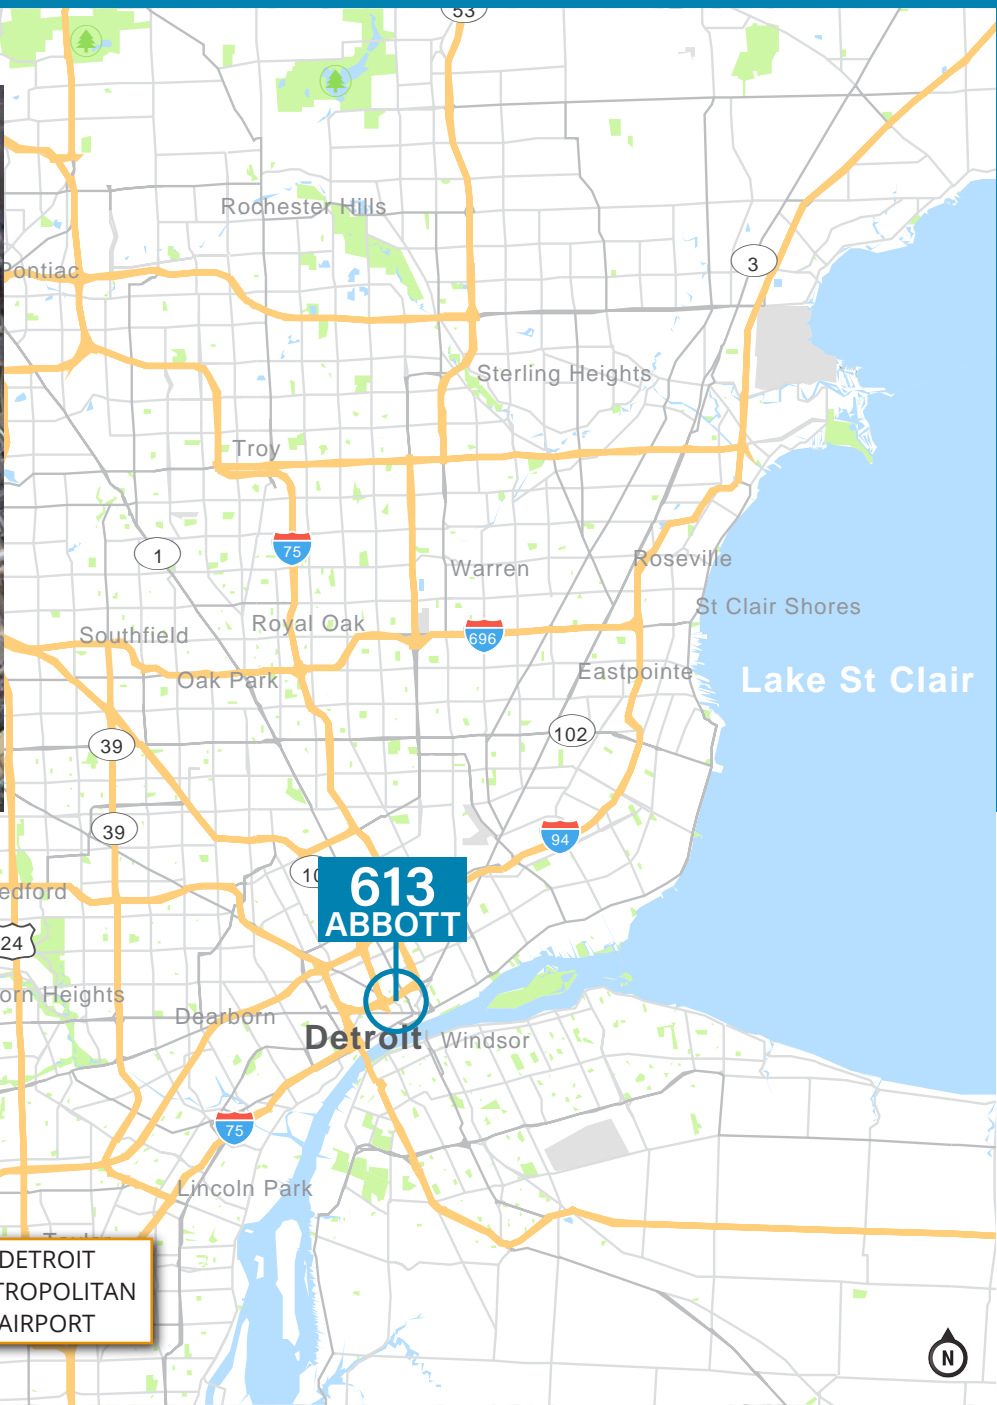 53
Rochester Hills
Pontiac
3
Sterling Heights
Troy
75
1
Warren
Roseville
St Clair Shores
Royal Oak
Southfield
696
Eastpointe
Oak Park
Lake St Clair
102
39
39
94
10
613
ABBOTT
edford
24
orn Heights
Dearborn
Detroit
Windsor
75
Lincoln Park
DETROIT
TROPOLITAN
AIRPORT
N